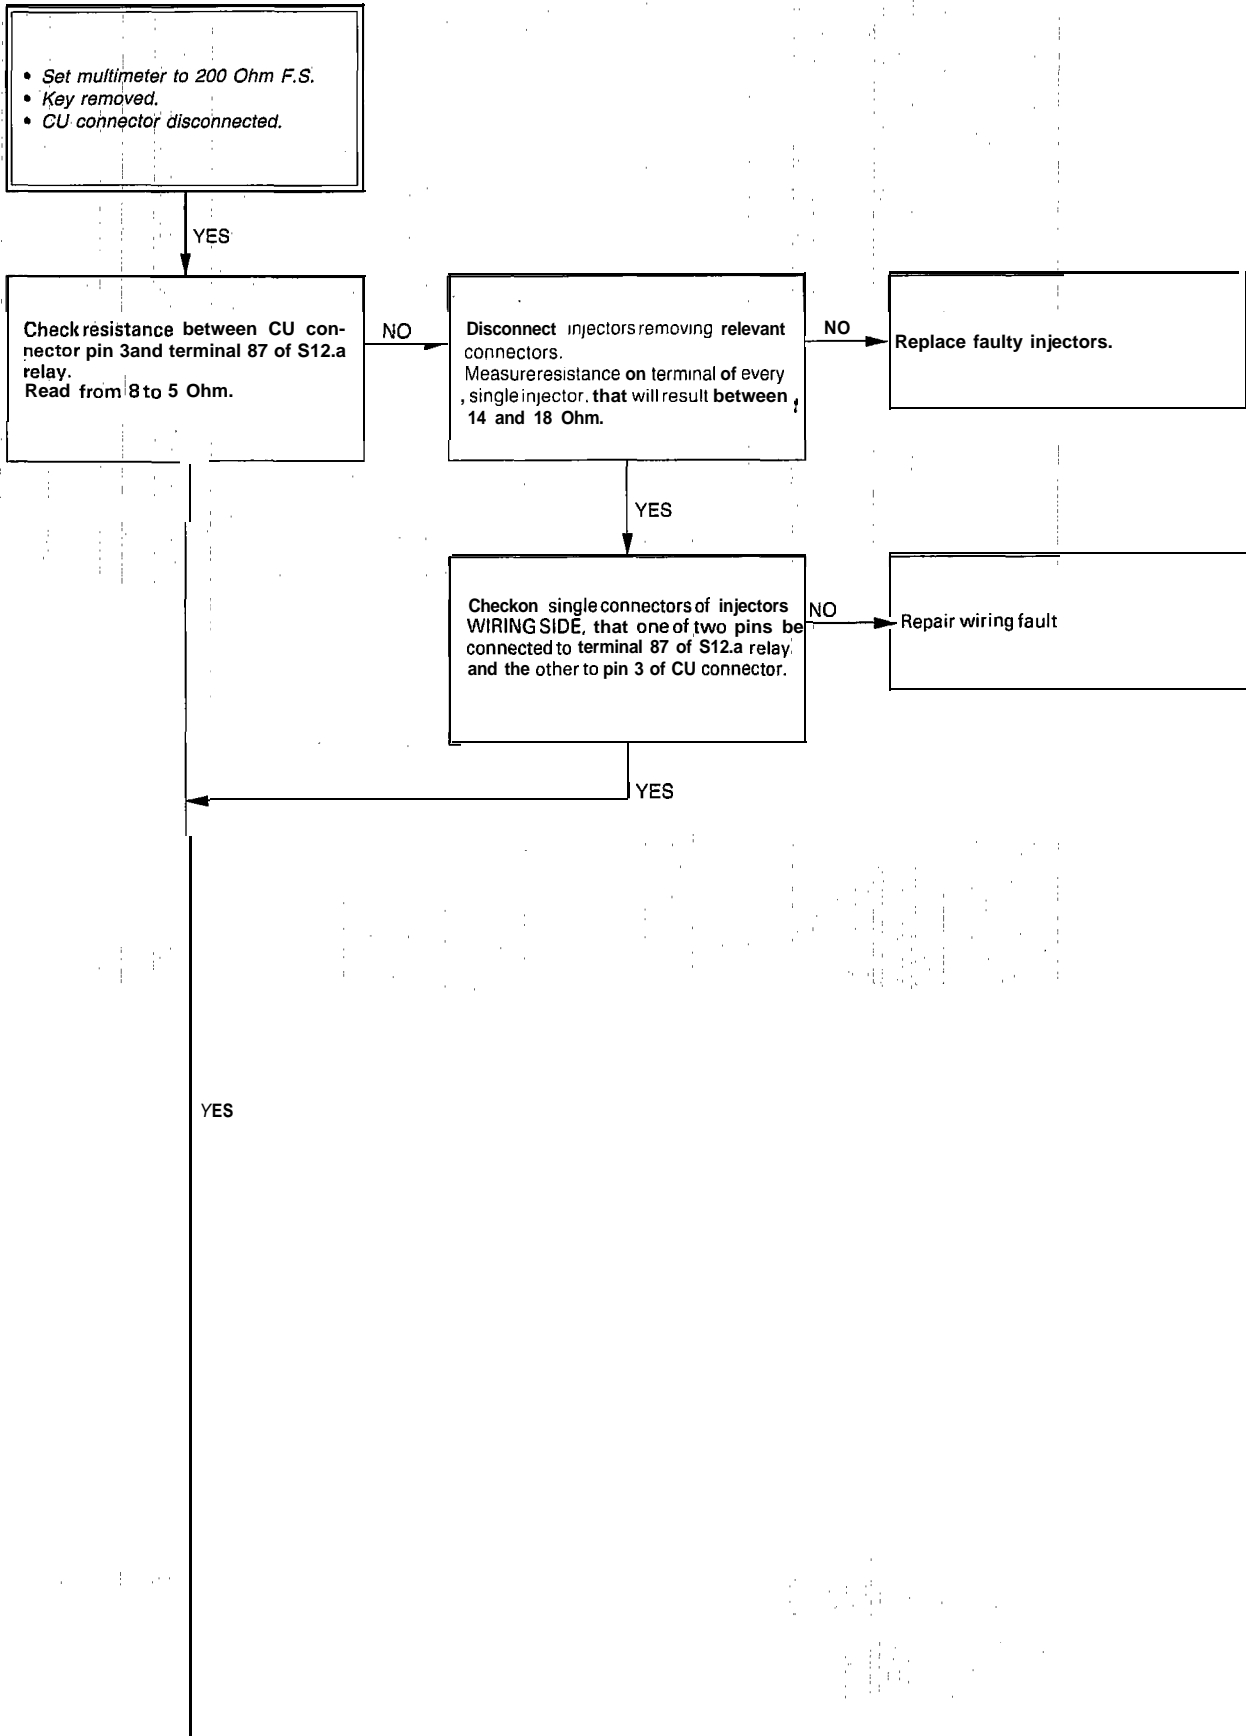 • Set multimeter to 200 Ohm F.S.
• Key removed.
• CU connector disconnected.
YES
Check resistance between CU con-
nector pin 3and terminal 87 of S12.a
relay.
Read from 8 to 5 Ohm.
NO
Disconnect injectors removing relevant
connectors.
Measure resistance on terminal of every
single injector, that will result between
14 and 18 Ohm.
NO
Replace faulty injectors.
YES
Check on single connectors of injectors
WIRING SIDE, that one of two pins be
connected to terminal 87 of S12.a relay
and the other to pin 3 of CU connector.
NO
Repair wiring fault
YES
YES